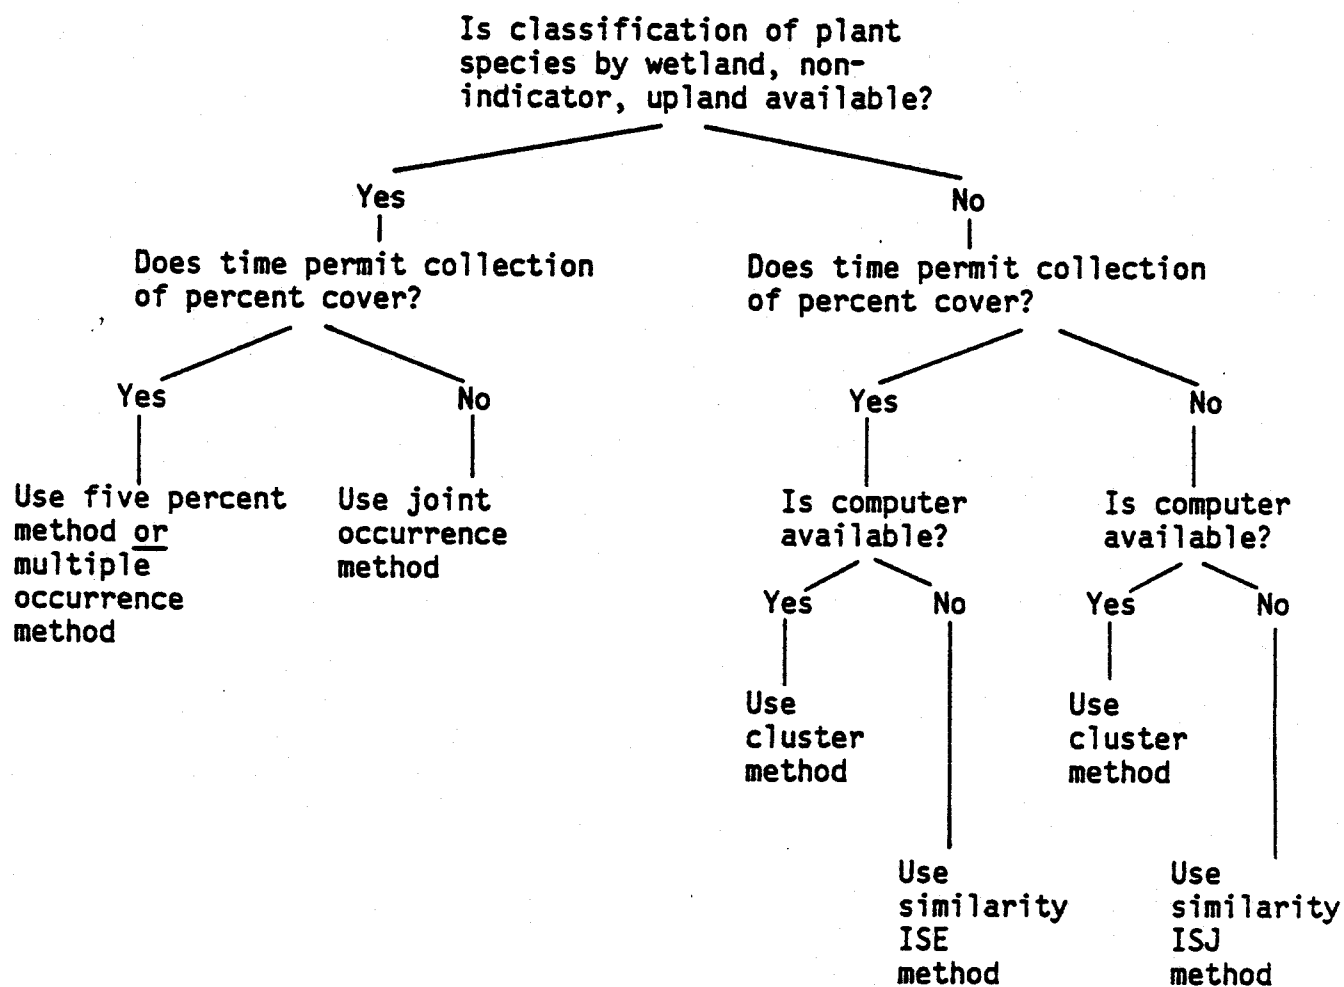 Is classification of plant
species by wetland, non-
indicator, upland available?
Yes
No
Does time permit collection
of percent cover?
Does time permit collection
of percent cover?
Yes
No
Yes
No
Use five percent
method or
multiple
occurrence
method
Use joint
occurrence
method
Is computer
available?
Is computer
available?
Yes
No
Yes
No
Use
cluster
method
Use
cluster
method
Use
similarity
ISE
method
Use
similarity
ISJ
method